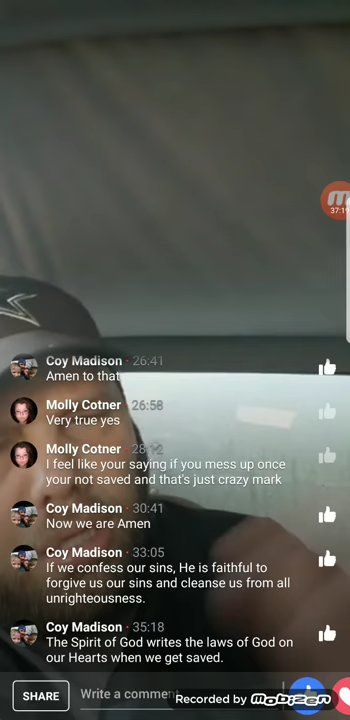 37:19
Coy Madison · 26:41
Amen to that
Molly Cotner · 26:58
Very true yes
Molly Cotner
I feel like your saying if you mess up once
your not saved and that's just crazy mark
Coy Madison · 30:41
Now we are Amen
Coy Madison · 33:05
If we confess our sins, He is faithful to
forgive us our sins and cleanse us from all
unrighteousness.
Coy Madison · 35:18
The Spirit of God writes the laws of God on
our Hearts when we get saved.
SHARE
Write a comment
Recorded by Mobizen